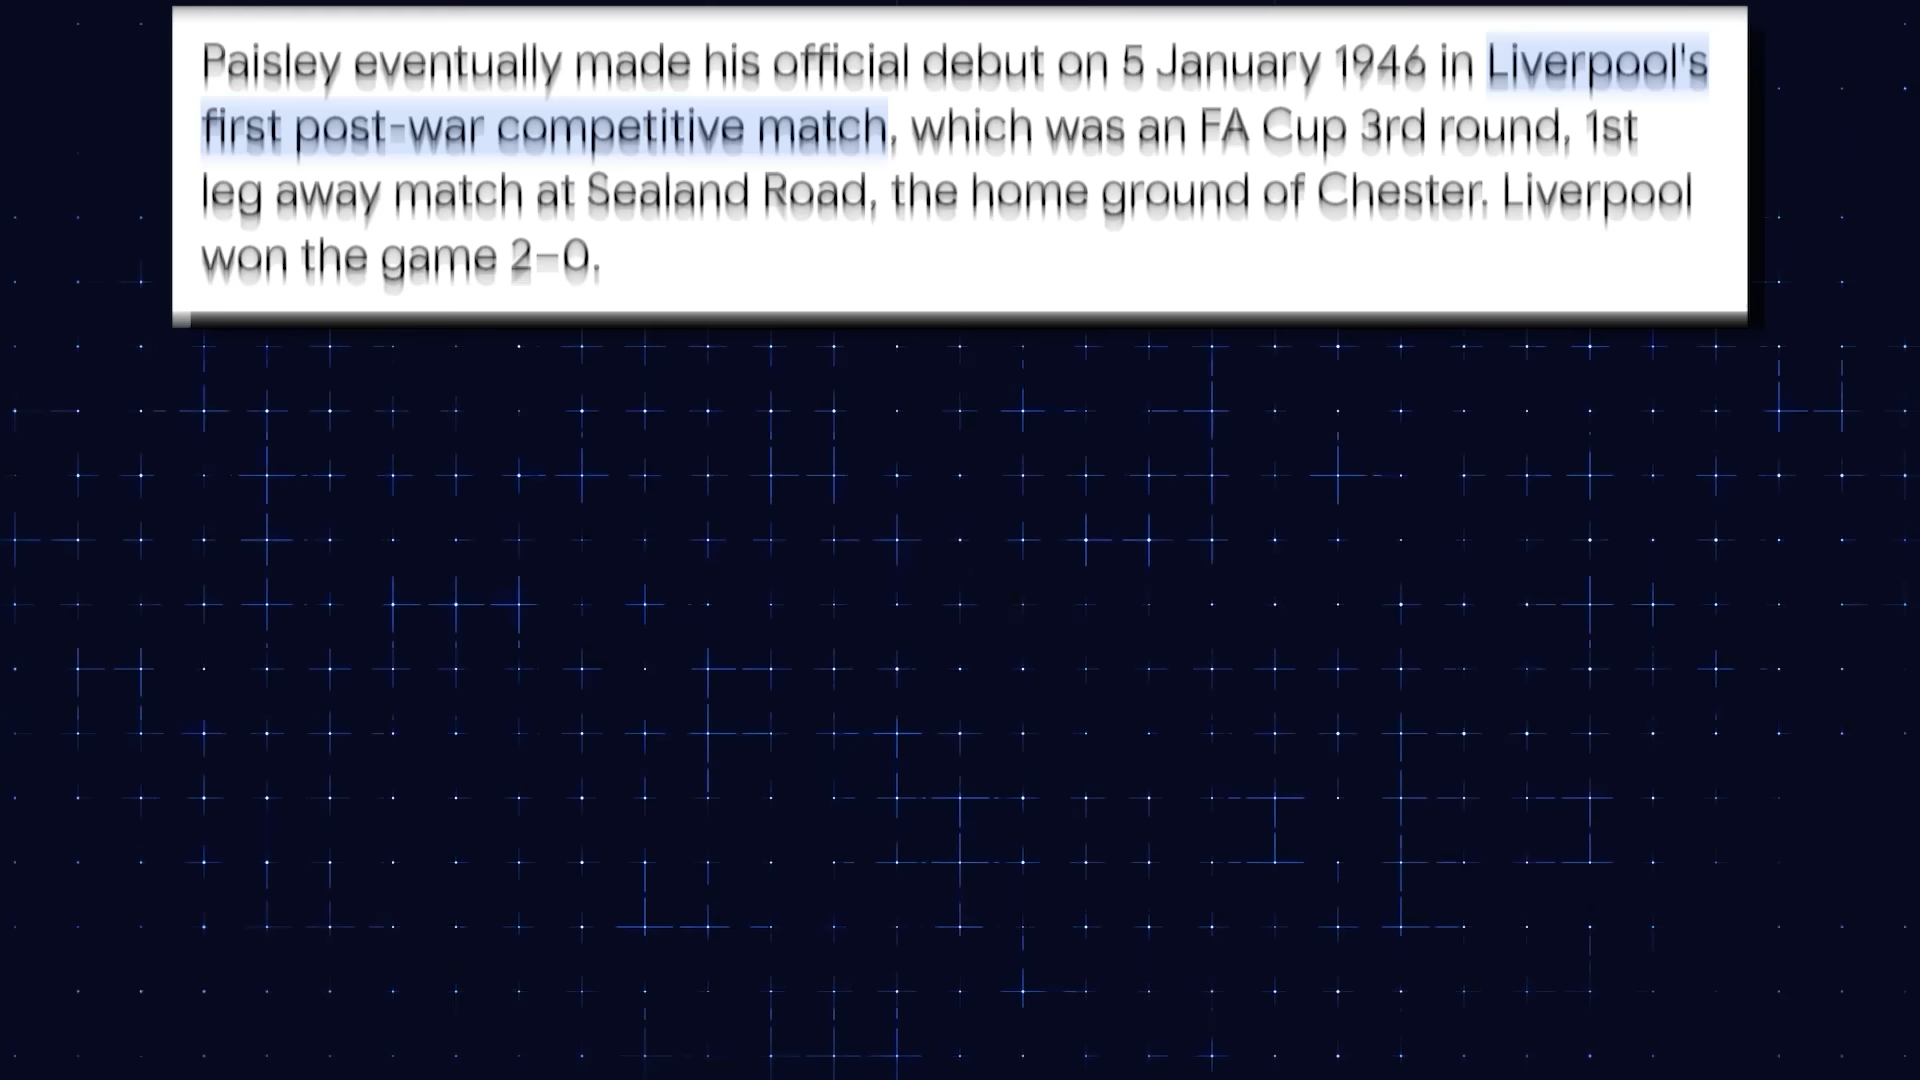 Paisley eventually made his official debut on 5 January 1946 in Liverpool's
first post-war competitive match, which was an FA Cup 3rd round, 1st
leg away match at Sealand Road, the home ground of Chester. Liverpool
won the game 2–0.